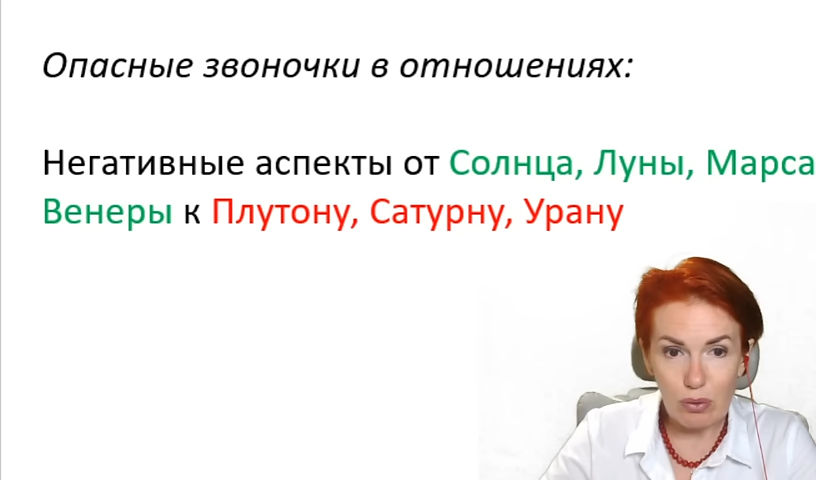 Опасные звоночки в отношениях:
Негативные аспекты от Солнца, Луны, Марса
Венеры к Плутону, Сатурну, Урану